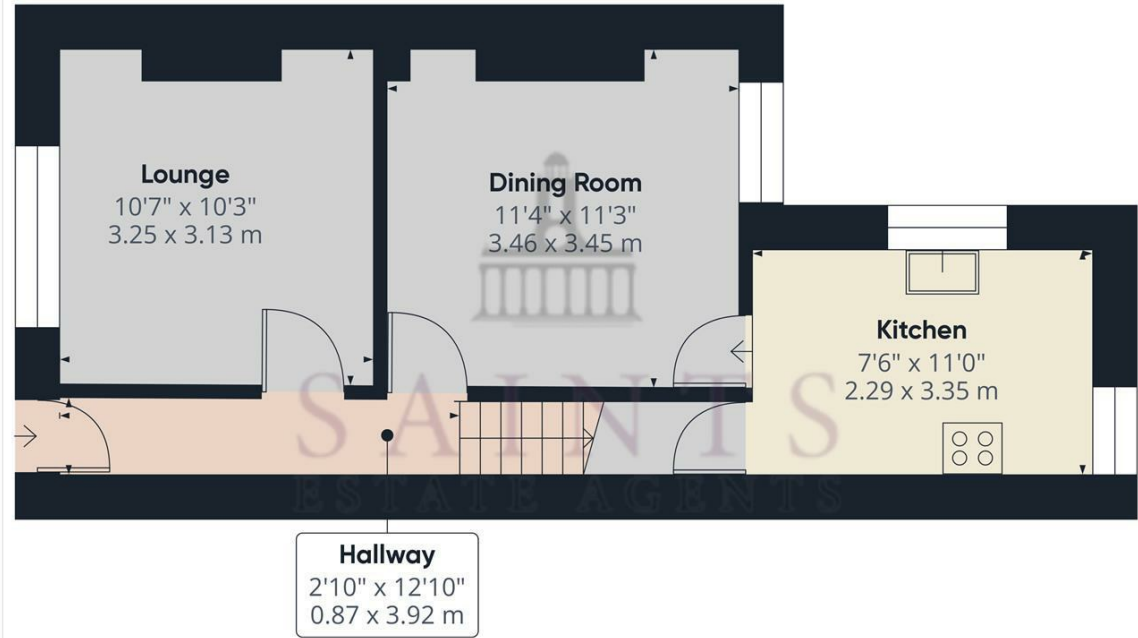 Lounge
10'7" x 10'3"
3.25 x 3.13 m
Dining Room
11'4" x 11'3"
3.46 x 3.45 m
Kitchen
7'6" x 11'0"
2.29 x 3.35 m
SAINTS
ESTATE AGENTS
Hallway
2'10" x 12'10"
0.87 x 3.92 m